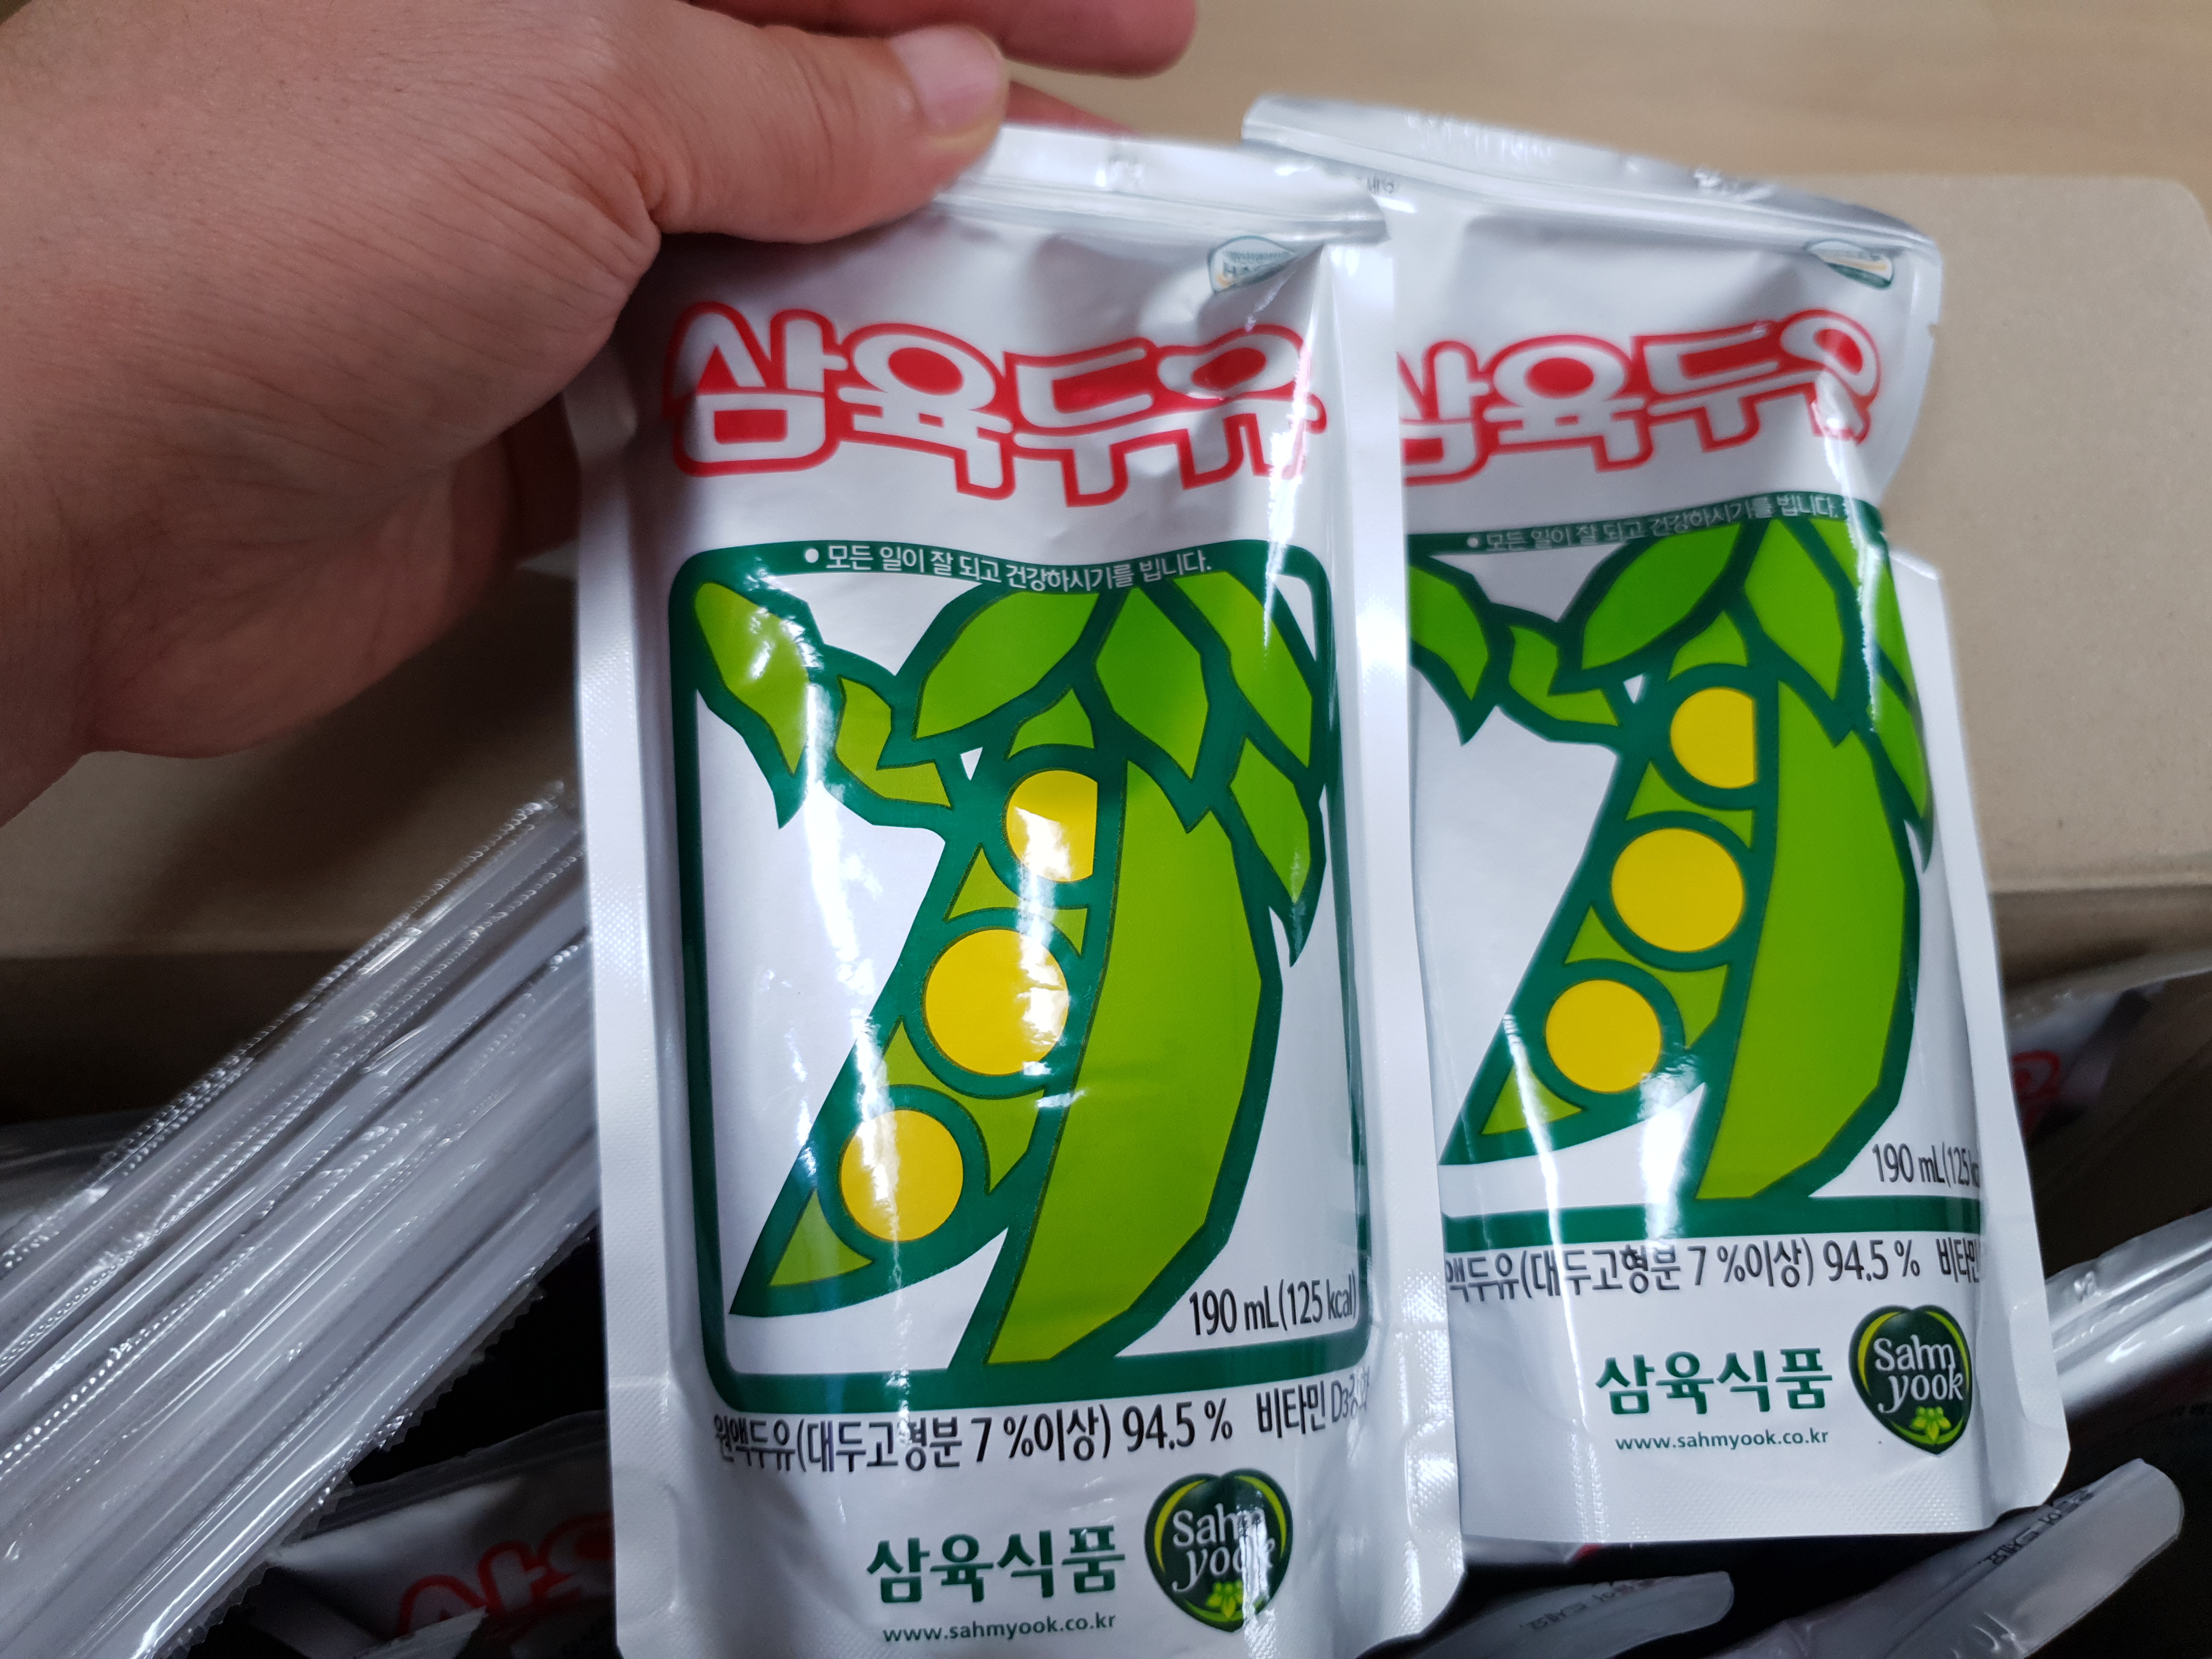 삼육두유
• 모든 일이 잘 되고 건강하시기를 빕니다.
190 mL(125 kcal)
원액두유(대두고형분 7 %이상) 94.5 % 비타민 D3
삼육식품
Sahm
yook
www.sahmyook.co.kr
삼육두유
• 모든 일이 잘 되고 건강하시기를 빕니다.
190 mL(125
액두유(대두고형분 7 %이상) 94.5 % 비타민
삼육식품
Sahm
yook
www.sahmyook.co.kr